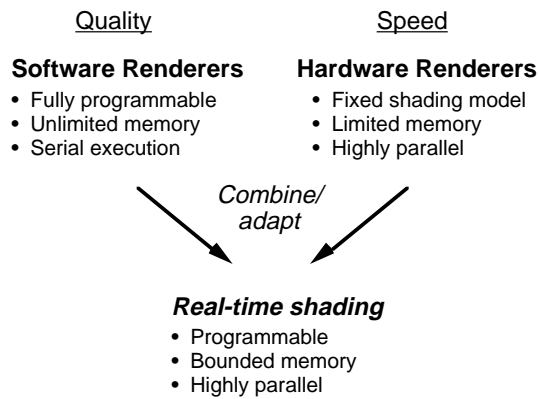 Quality
Speed
Software Renderers
• Fully programmable
• Unlimited memory
• Serial execution
Hardware Renderers
• Fixed shading model
• Limited memory
• Highly parallel
Combine/
adapt
Real-time shading
• Programmable
• Bounded memory
• Highly parallel